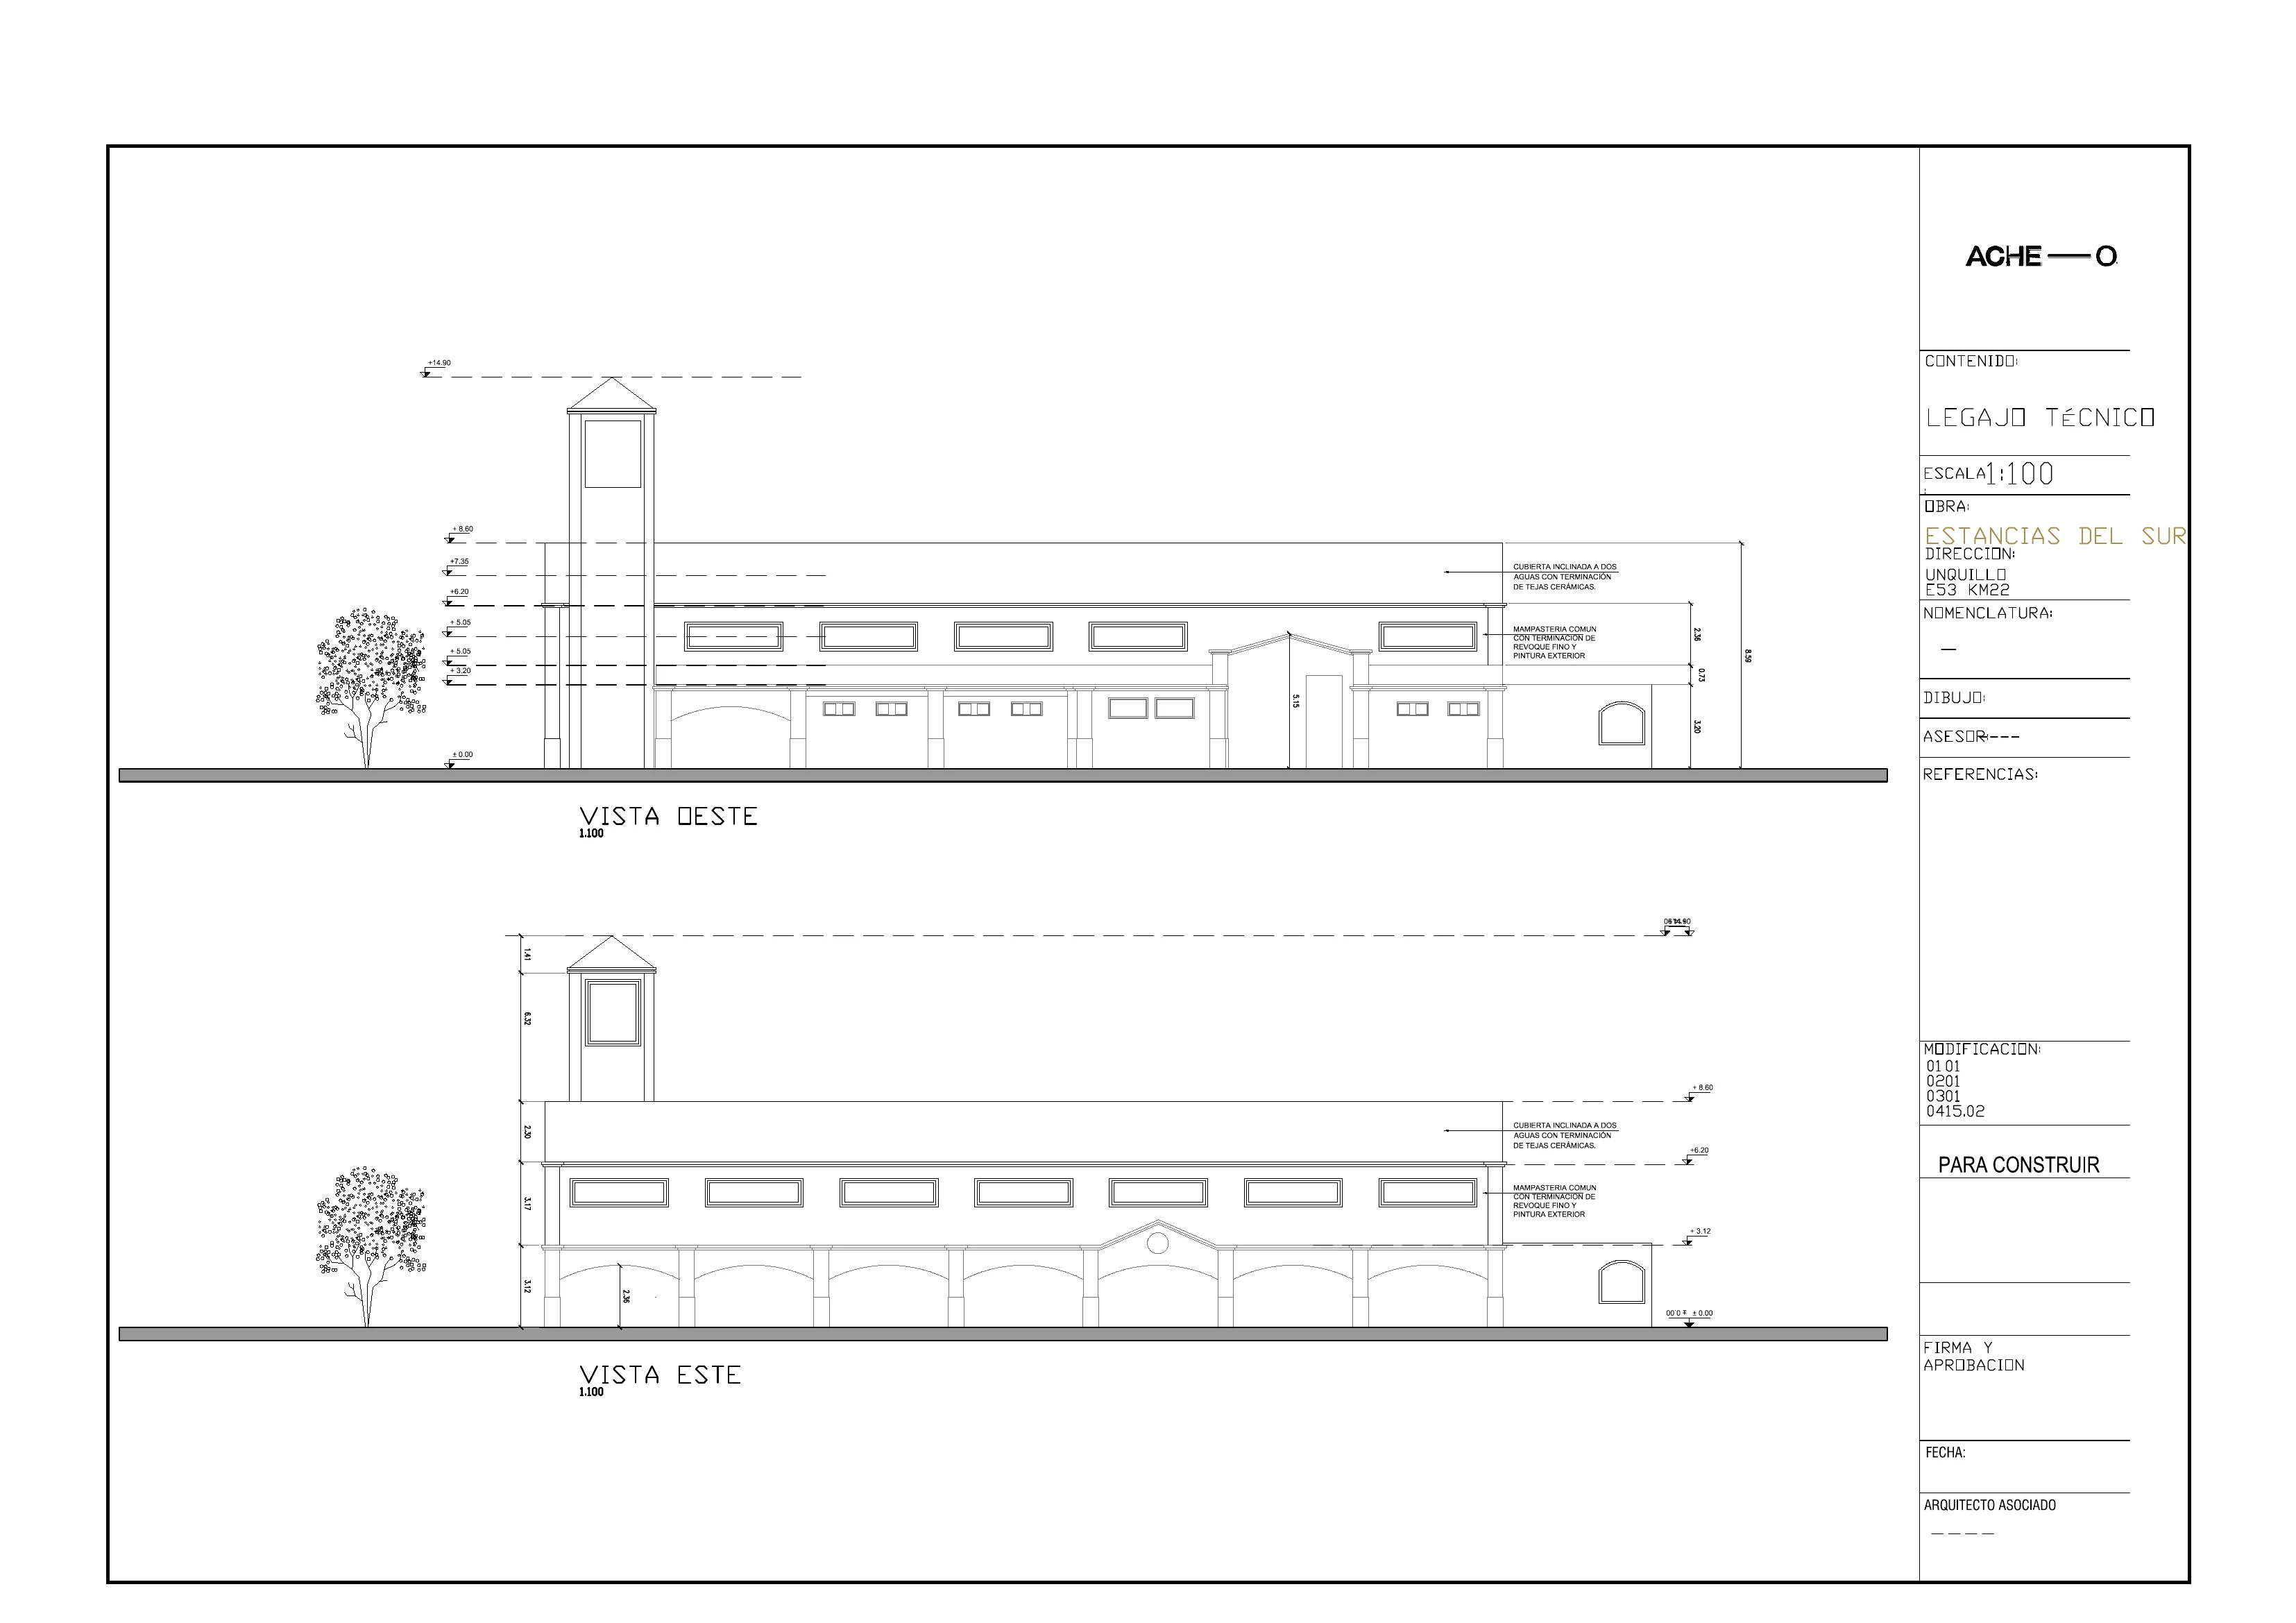 +14.90
+ 8.60
+7.35
+6.20
+ 5.05
+ 5.05
+ 3.20
± 0.00
CUBIERTA INCLINADA A DOS
AGUAS CON TERMINACIÓN
DE TEJAS CERÁMICAS.
MAMPASTERIA COMUN
CON TERMINACIÓN DE
REVOQUE FINO Y
PINTURA EXTERIOR
2.36
0.73
3.20
8.59
5.15
VISTA OESTE
1.100
1.41
6.32
2.30
3.17
3.12
2.36
+ 8.60
CUBIERTA INCLINADA A DOS
AGUAS CON TERMINACIÓN
DE TEJAS CERÁMICAS.
+6.20
MAMPASTERIA COMUN
CON TERMINACIÓN DE
REVOQUE FINO Y
PINTURA EXTERIOR
+ 3.12
± 0.00
VISTA ESTE
1.100
ACHE — O
CONTENIDO:
LEGAJO TÉCNICO
ESCALA 1:100
:
OBRA:
ESTANCIAS DEL SUR
DIRECCION:
UNQUILLO
E53 KM22
NOMENCLATURA:
—
DIBUJO:
ASESOR:---
REFERENCIAS:
MODIFICACION:
0101
0201
0301
0415.02
PARA CONSTRUIR
FIRMA Y
APROBACION
FECHA:
ARQUITECTO ASOCIADO
– – – –